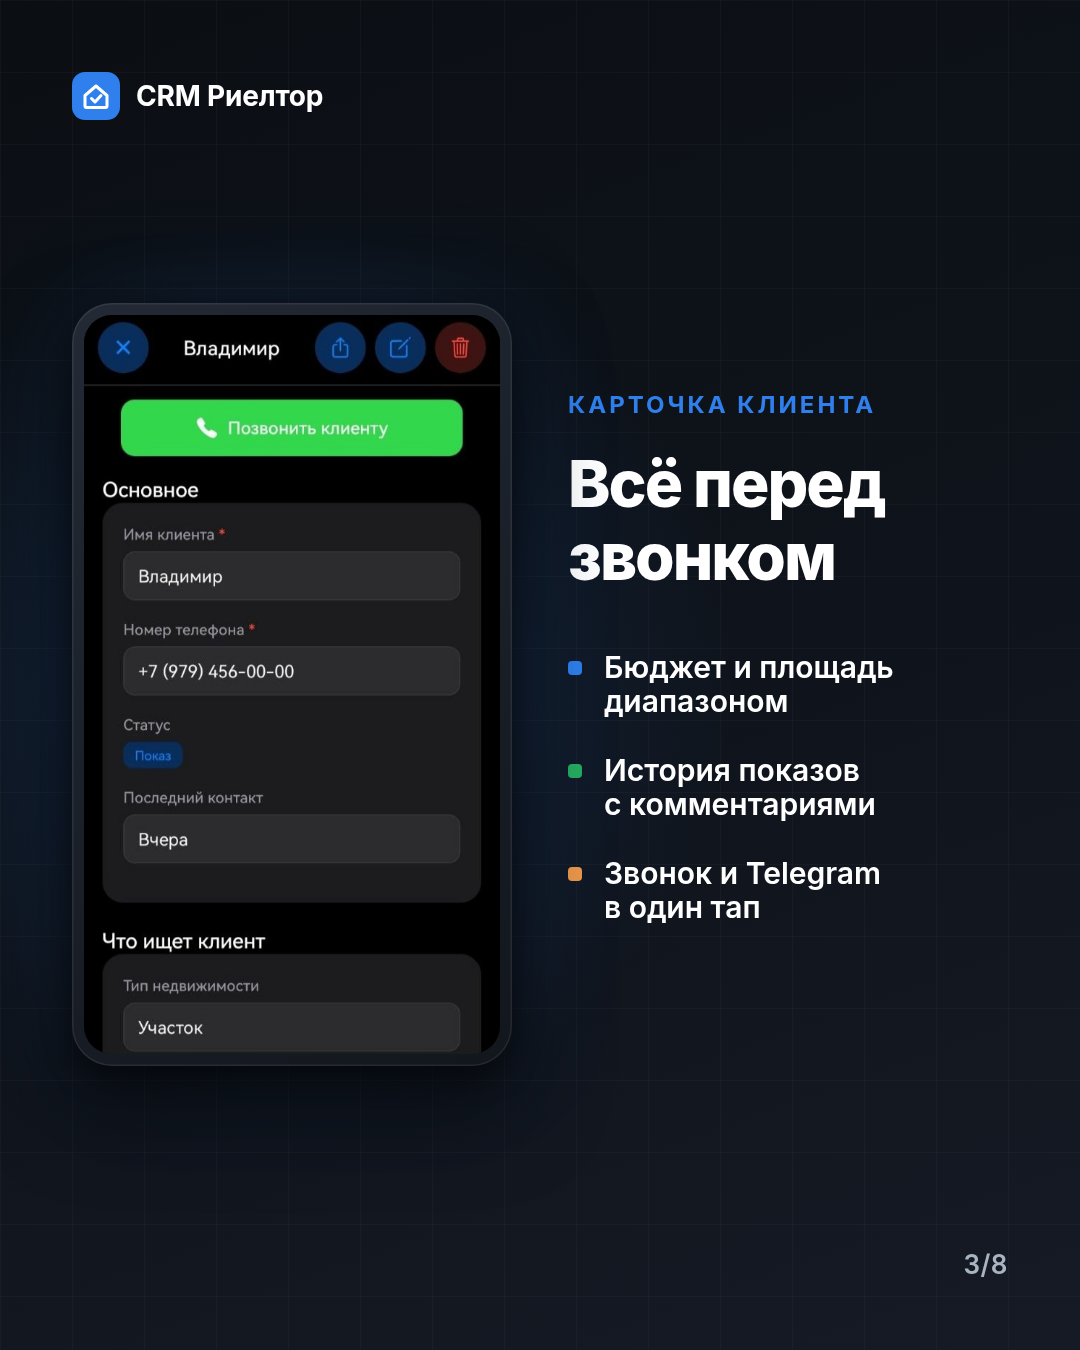 CRM Риелтор
Владимир
Позвонить клиенту
Основное
Имя клиента *
Владимир
Номер телефона *
+7 (979) 456-00-00
Статус
Показ
Последний контакт
Вчера
Что ищет клиент
Тип недвижимости
Участок
КАРТОЧКА КЛИЕНТА
Всё перед
звонком
Бюджет и площадь
диапазоном
История показов
с комментариями
Звонок и Telegram
в один тап
3/8